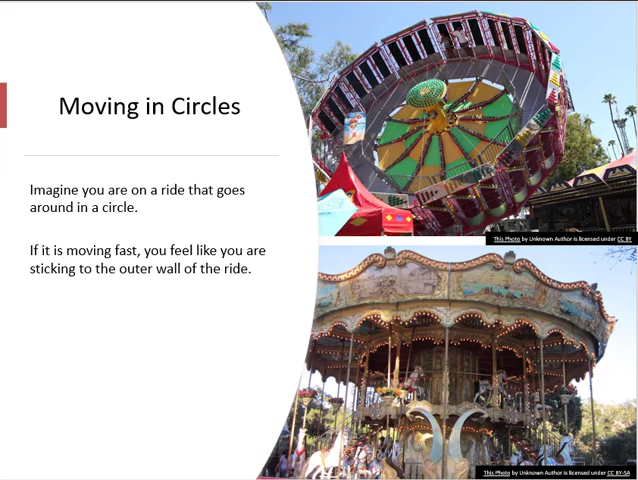 Moving in Circles
Imagine you are on a ride that goes
around in a circle.
If it is moving fast, you feel like you are
sticking to the outer wall of the ride.
This Photo by Unknown Author is licensed under CC BY
This Photo by Unknown Author is licensed under CC BY-SA